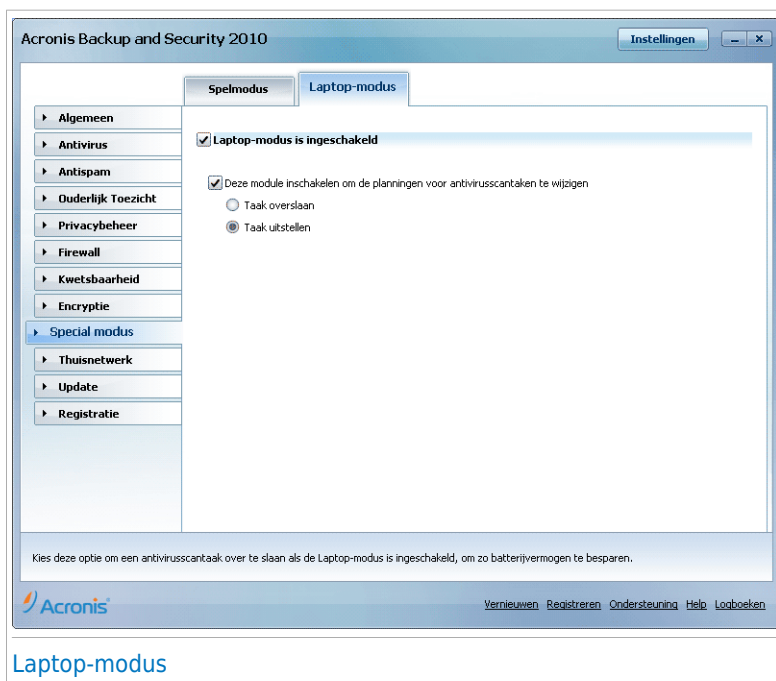 Acronis Backup and Security 2010
Instellingen
Spelmodus
Laptop-modus
Algemeen
Antivirus
Antispam
Ouderlijk Toezicht
Privacybeheer
Firewall
Kwetsbaarheid
Encryptie
Special modus
Thuisnetwerk
Update
Registratie
Laptop-modus is ingeschakeld
Deze module inschakelen om de planningen voor antivirusscantaken te wijzigen
Taak overslaan
Taak uitstellen
Kies deze optie om een antivirusscantaak over te slaan als de Laptop-modus is ingeschakeld, om zo batterijvermogen te besparen.
Acronis
Vernieuwen Registreren Ondersteuning Help Logboeken
Laptop-modus